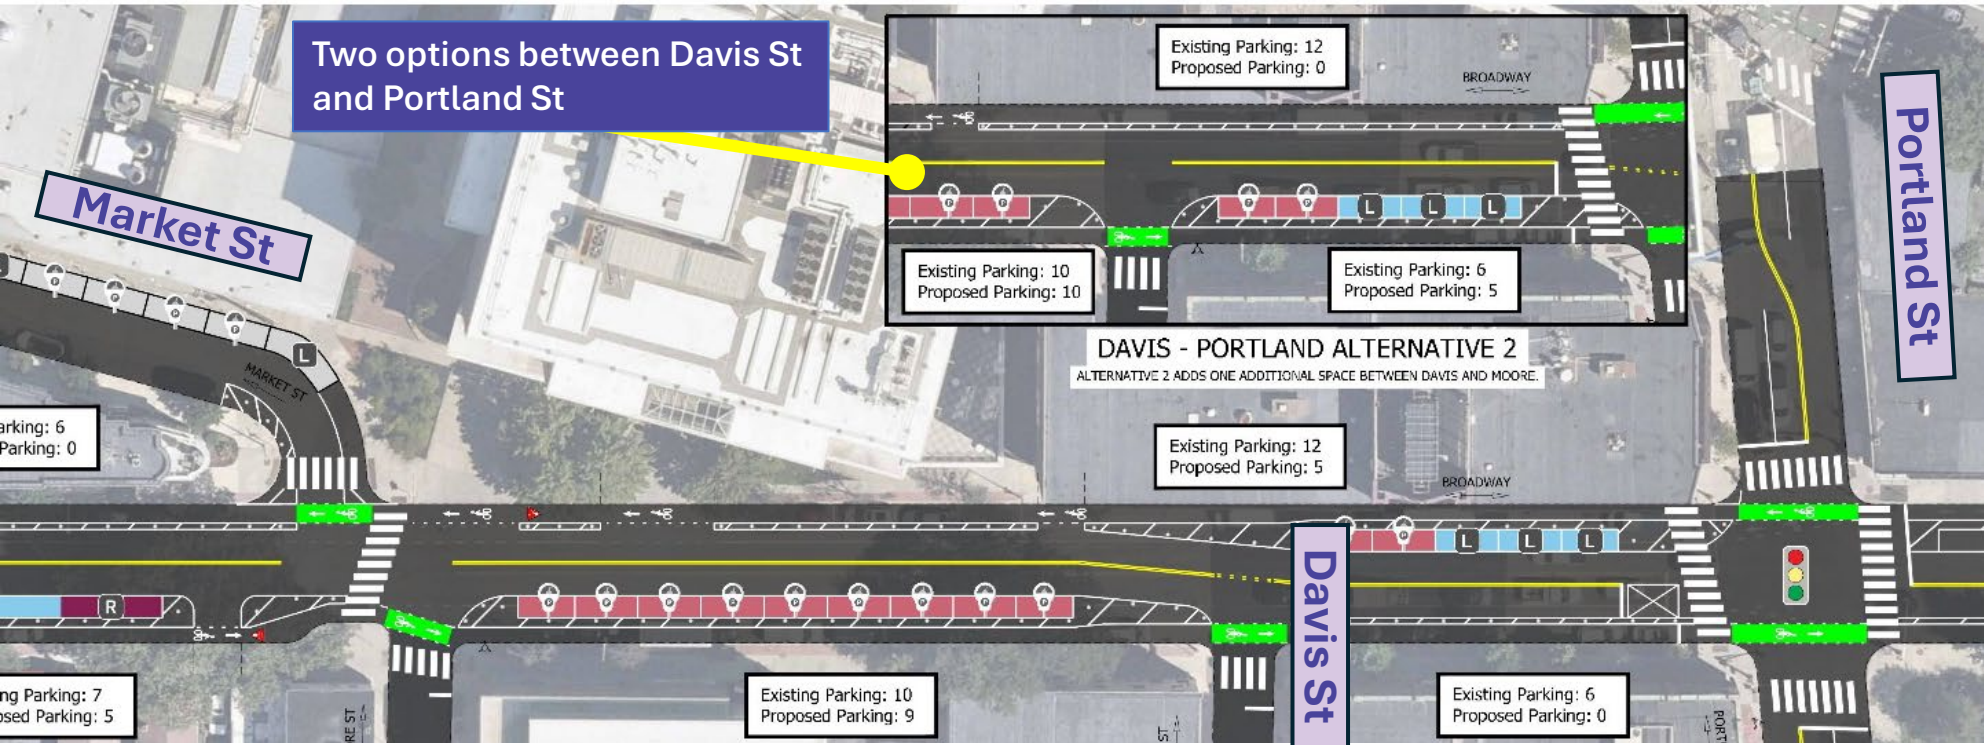 Two options between Davis St
and Portland St
Existing Parking: 12
Proposed Parking: 0
BROADWAY
Portland St
Market St
L
L
L
Existing Parking: 10
Proposed Parking: 10
Existing Parking: 6
Proposed Parking: 5
DAVIS - PORTLAND ALTERNATIVE 2
ALTERNATIVE 2 ADDS ONE ADDITIONAL SPACE BETWEEN DAVIS AND MOORE.
L
MARKET ST
arking: 6
Parking: 0
Existing Parking: 12
Proposed Parking: 5
BROADWAY
L
L
L
R
Davis St
ng Parking: 7
osed Parking: 5
RE ST
Existing Parking: 10
Proposed Parking: 9
ST
Existing Parking: 6
Proposed Parking: 0
PORT